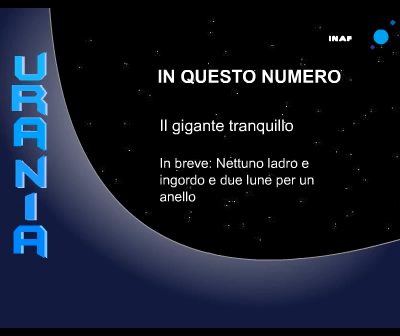 INAF
URANIA
IN QUESTO NUMERO
Il gigante tranquillo
In breve: Nettuno ladro e
ingordo e due lune per un
anello